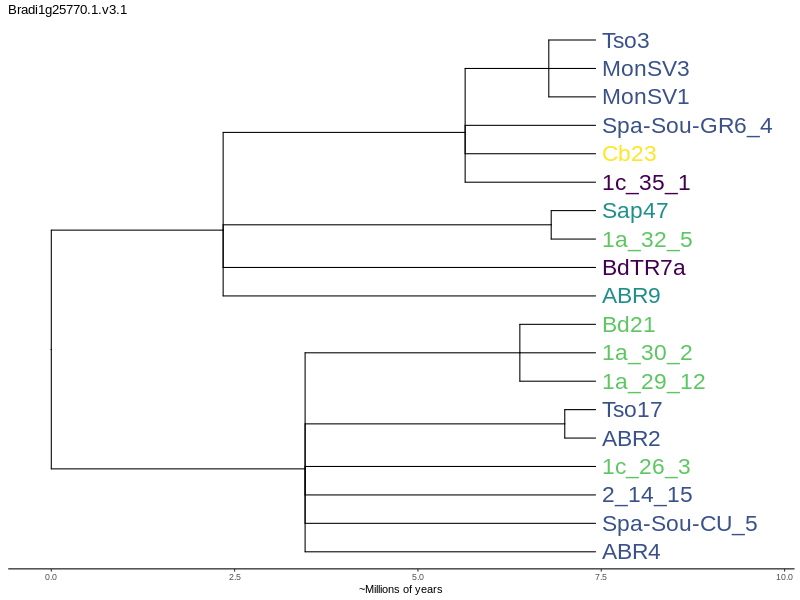 Bradi1g25770.1.v3.1
Tso3
MonSV3
MonSV1
Spa-Sou-GR6_4
Cb23
1c_35_1
Sap47
1a_32_5
BdTR7a
ABR9
Bd21
1a_30_2
1a_29_12
Tso17
ABR2
1c_26_3
2_14_15
Spa-Sou-CU_5
ABR4
0.0 2.5 5.0 7.5 10.0
~Millions of years